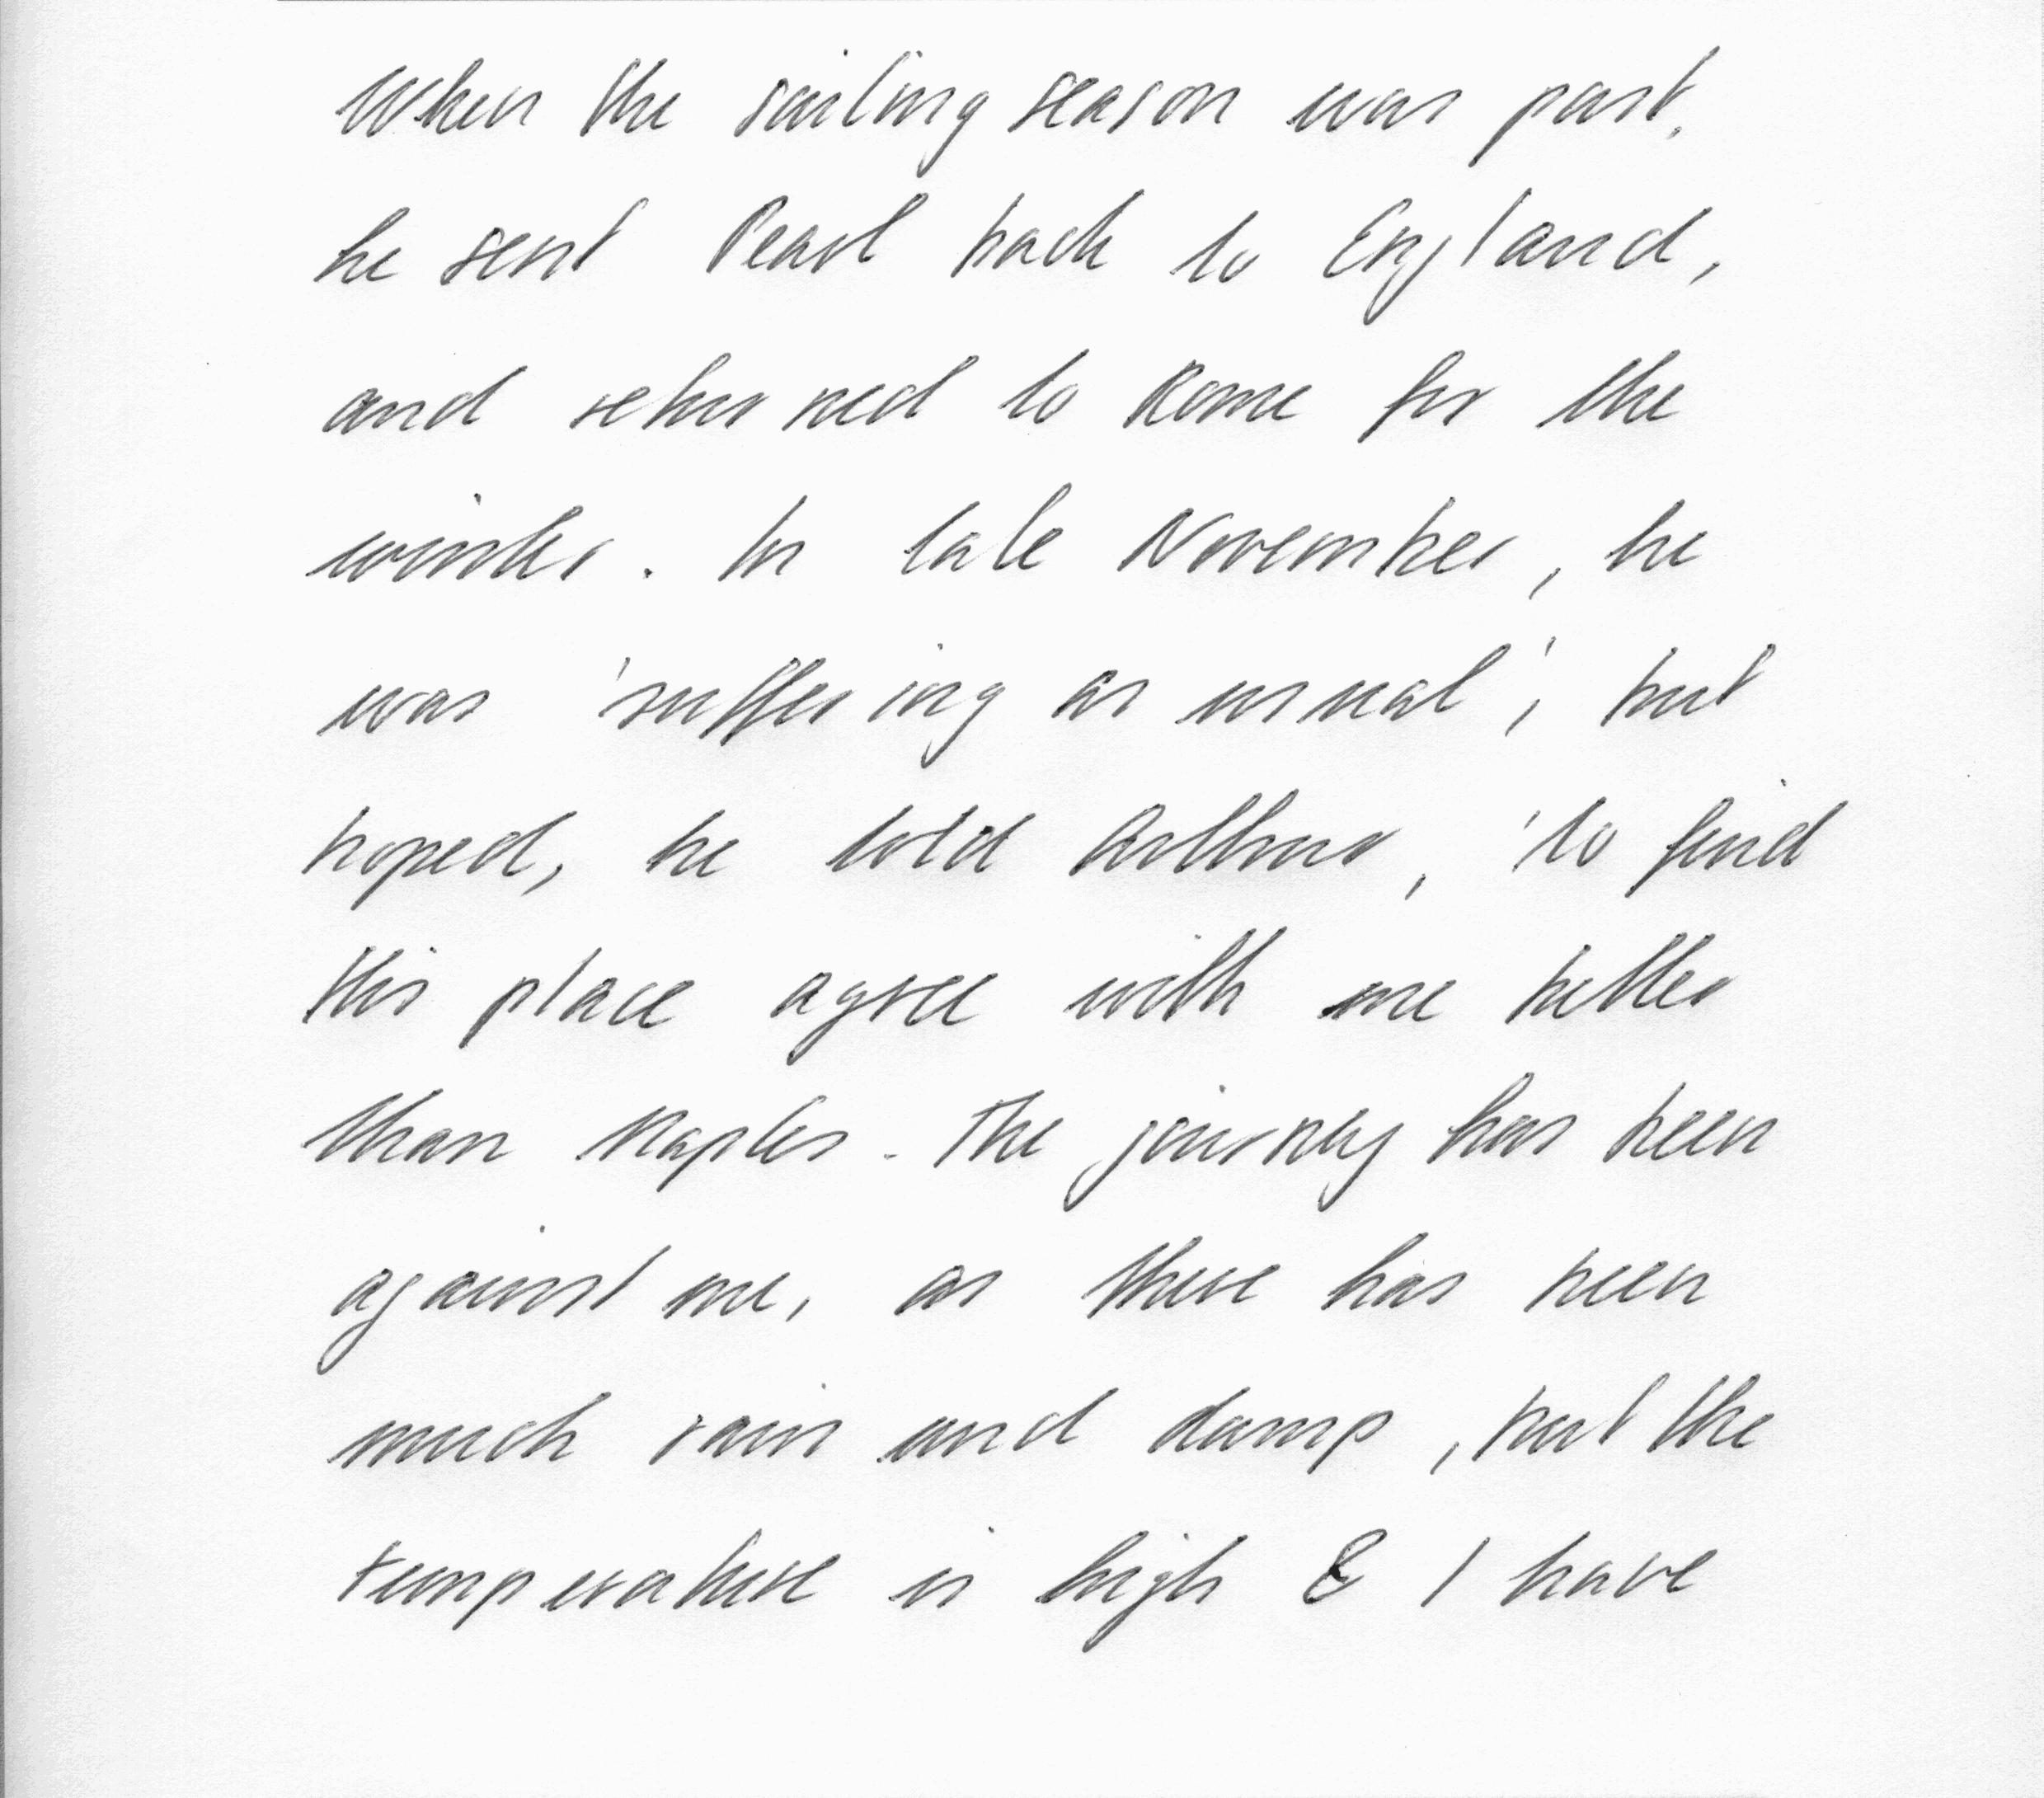 When the sailing season was past,
he sent Pearl back to England,
and returned to Rome for the
winter. In late November, he
was 'suffering as usual', but
hoped, he told Arthur, 'to find
this place agree with me better
than Naples. The journey has been
against me, as there has been
much rain and damp, but the
temperature is high & I have